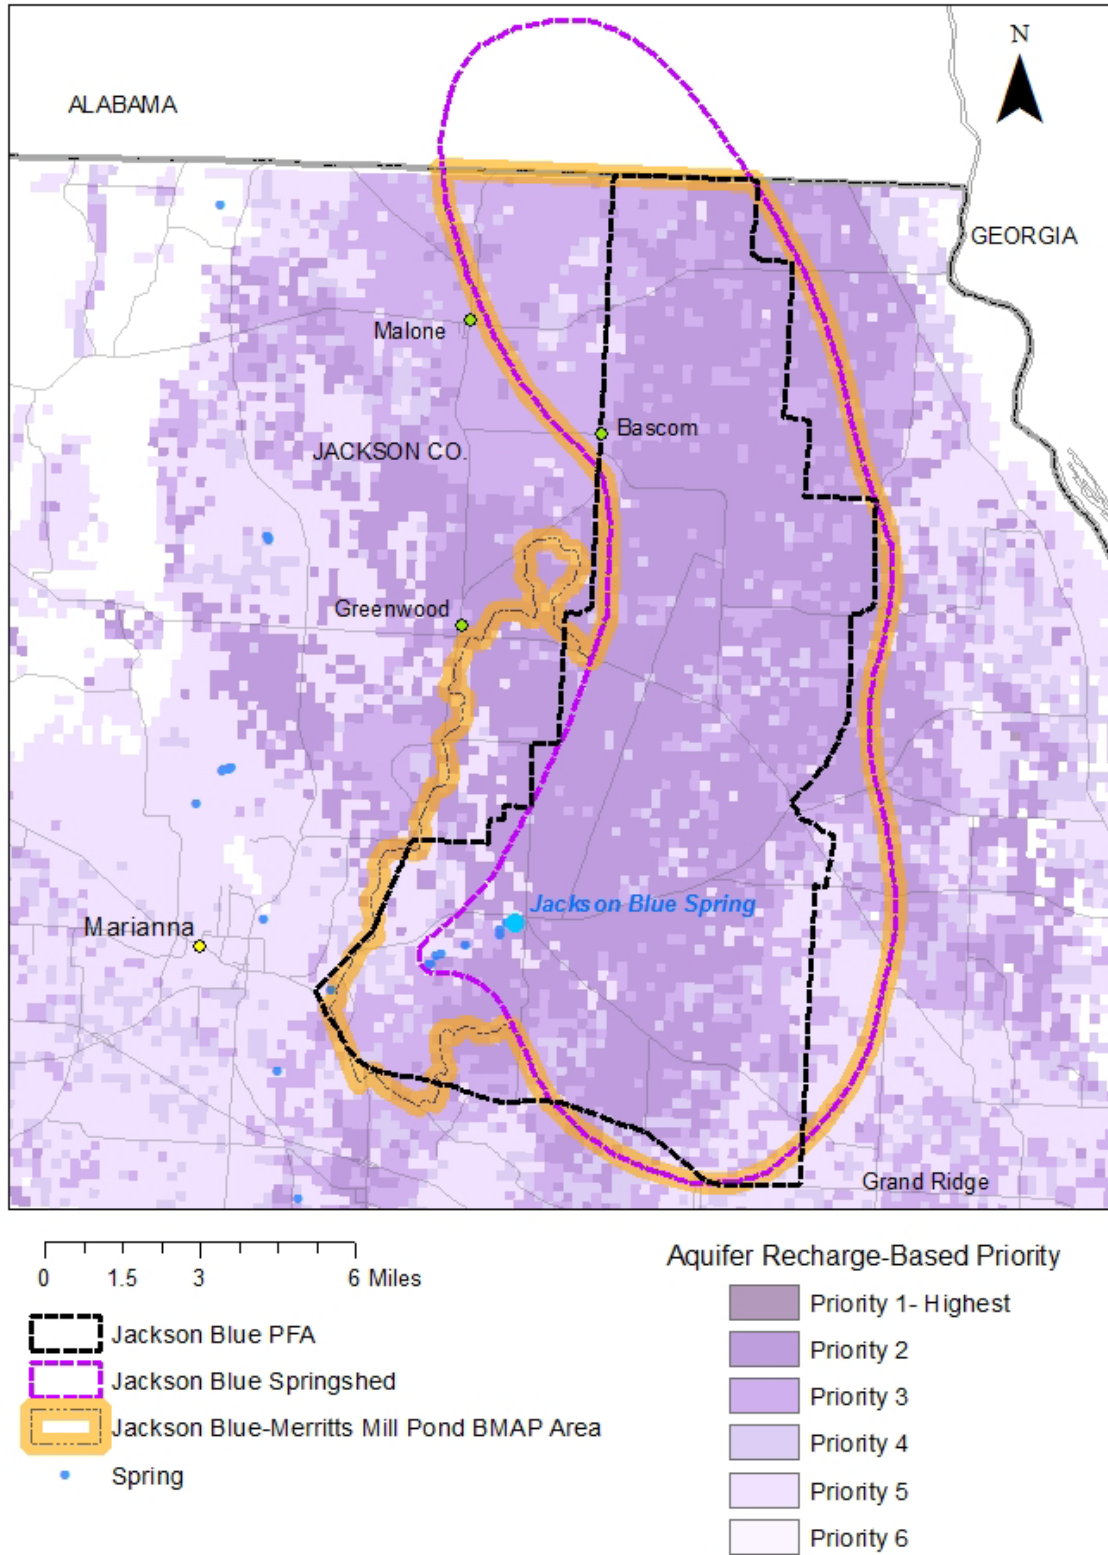 N
ALABAMA
GEORGIA
Malone
Bascom
JACKSON CO.
Greenwood
Jackson Blue Spring
Marianna
Grand Ridge
0 1.5 3 6 Miles
Jackson Blue PFA
Jackson Blue Springshed
Jackson Blue-Merritts Mill Pond BMAP Area
Spring
Aquifer Recharge-Based Priority
Priority 1- Highest
Priority 2
Priority 3
Priority 4
Priority 5
Priority 6